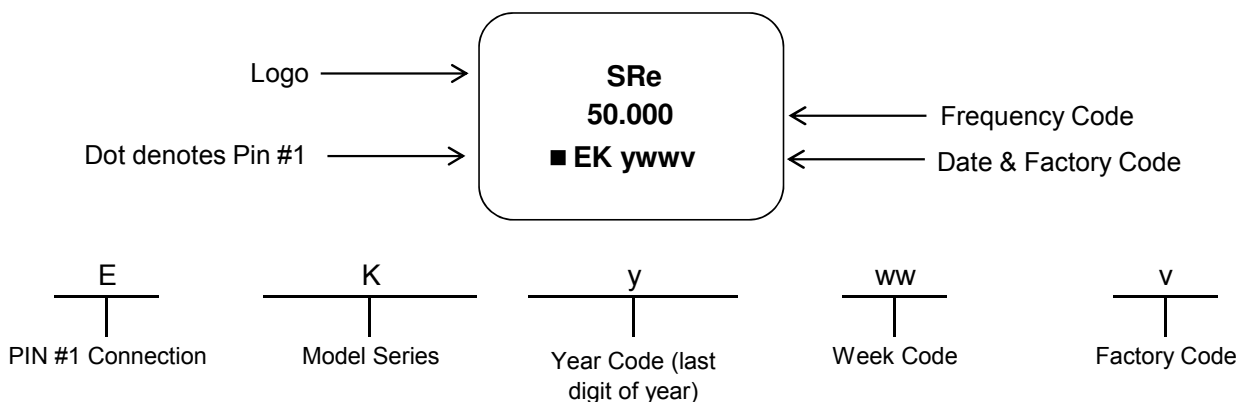 Logo
SRe
50.000
Frequency Code
Dot denotes Pin #1
■ EK ywwv
Date & Factory Code
E
K
y
ww
v
PIN #1 Connection
Model Series
Year Code (last
digit of year)
Week Code
Factory Code